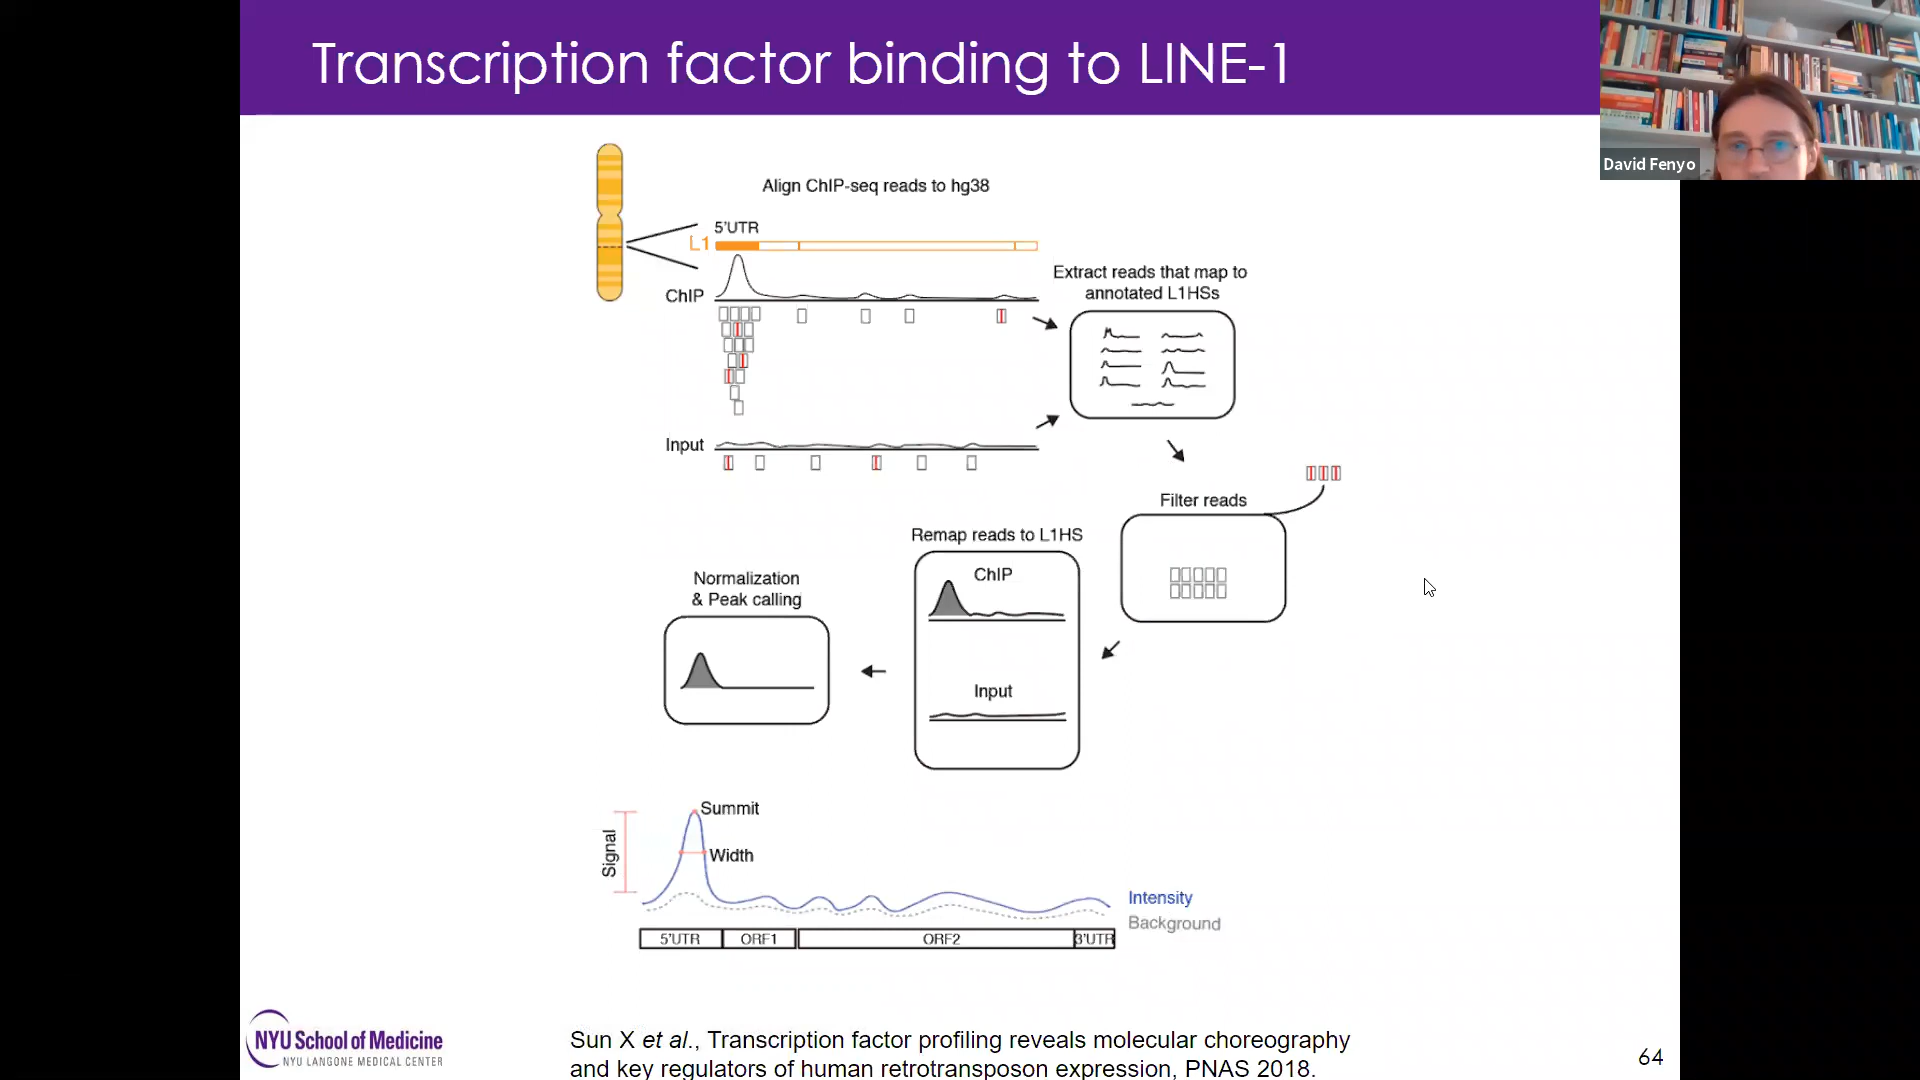 Transcription factor binding to LINE-1
David Fenyo
Align ChIP-seq reads to hg38
5'UTR
L1
ChIP
Extract reads that map to
annotated L1HSs
Input
Filter reads
Remap reads to L1HS
ChIP
Input
Normalization
& Peak calling
Summit
Signal
Width
Intensity
Background
5'UTR ORF1 ORF2 3'UTR
NYU School of Medicine
NYU LANGONE MEDICAL CENTER
Sun X et al., Transcription factor profiling reveals molecular choreography
and key regulators of human retrotransposon expression, PNAS 2018.
64